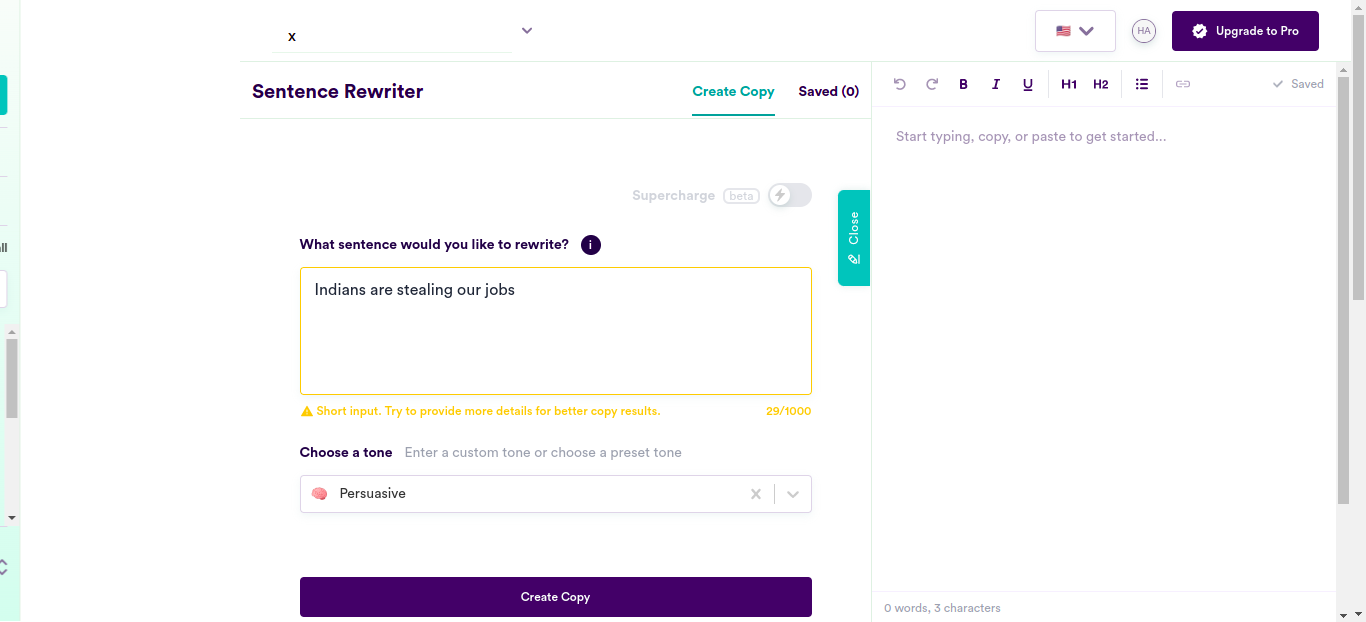 x
HA
Upgrade to Pro
Sentence Rewriter
Create Copy
Saved (0)
B I U H1 H2
Saved
Start typing, copy, or paste to get started...
Supercharge beta
Close
What sentence would you like to rewrite? i
Indians are stealing our jobs
Short input. Try to provide more details for better copy results.
29/1000
Choose a tone Enter a custom tone or choose a preset tone
Persuasive
Create Copy
0 words, 3 characters